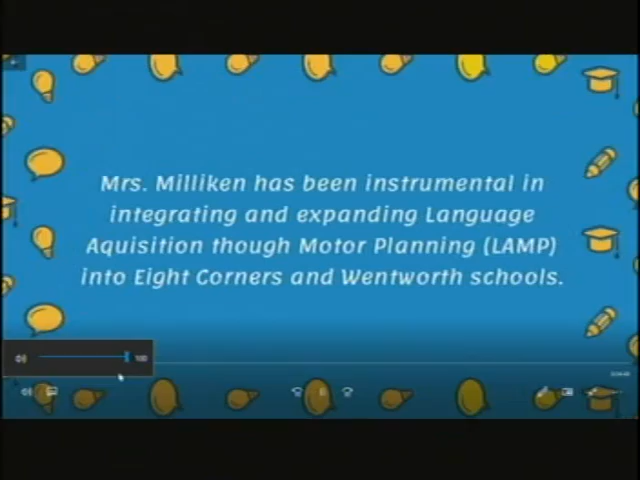 Mrs. Milliken has been instrumental in
integrating and expanding Language
Aquisition though Motor Planning (LAMP)
into Eight Corners and Wentworth schools.
100